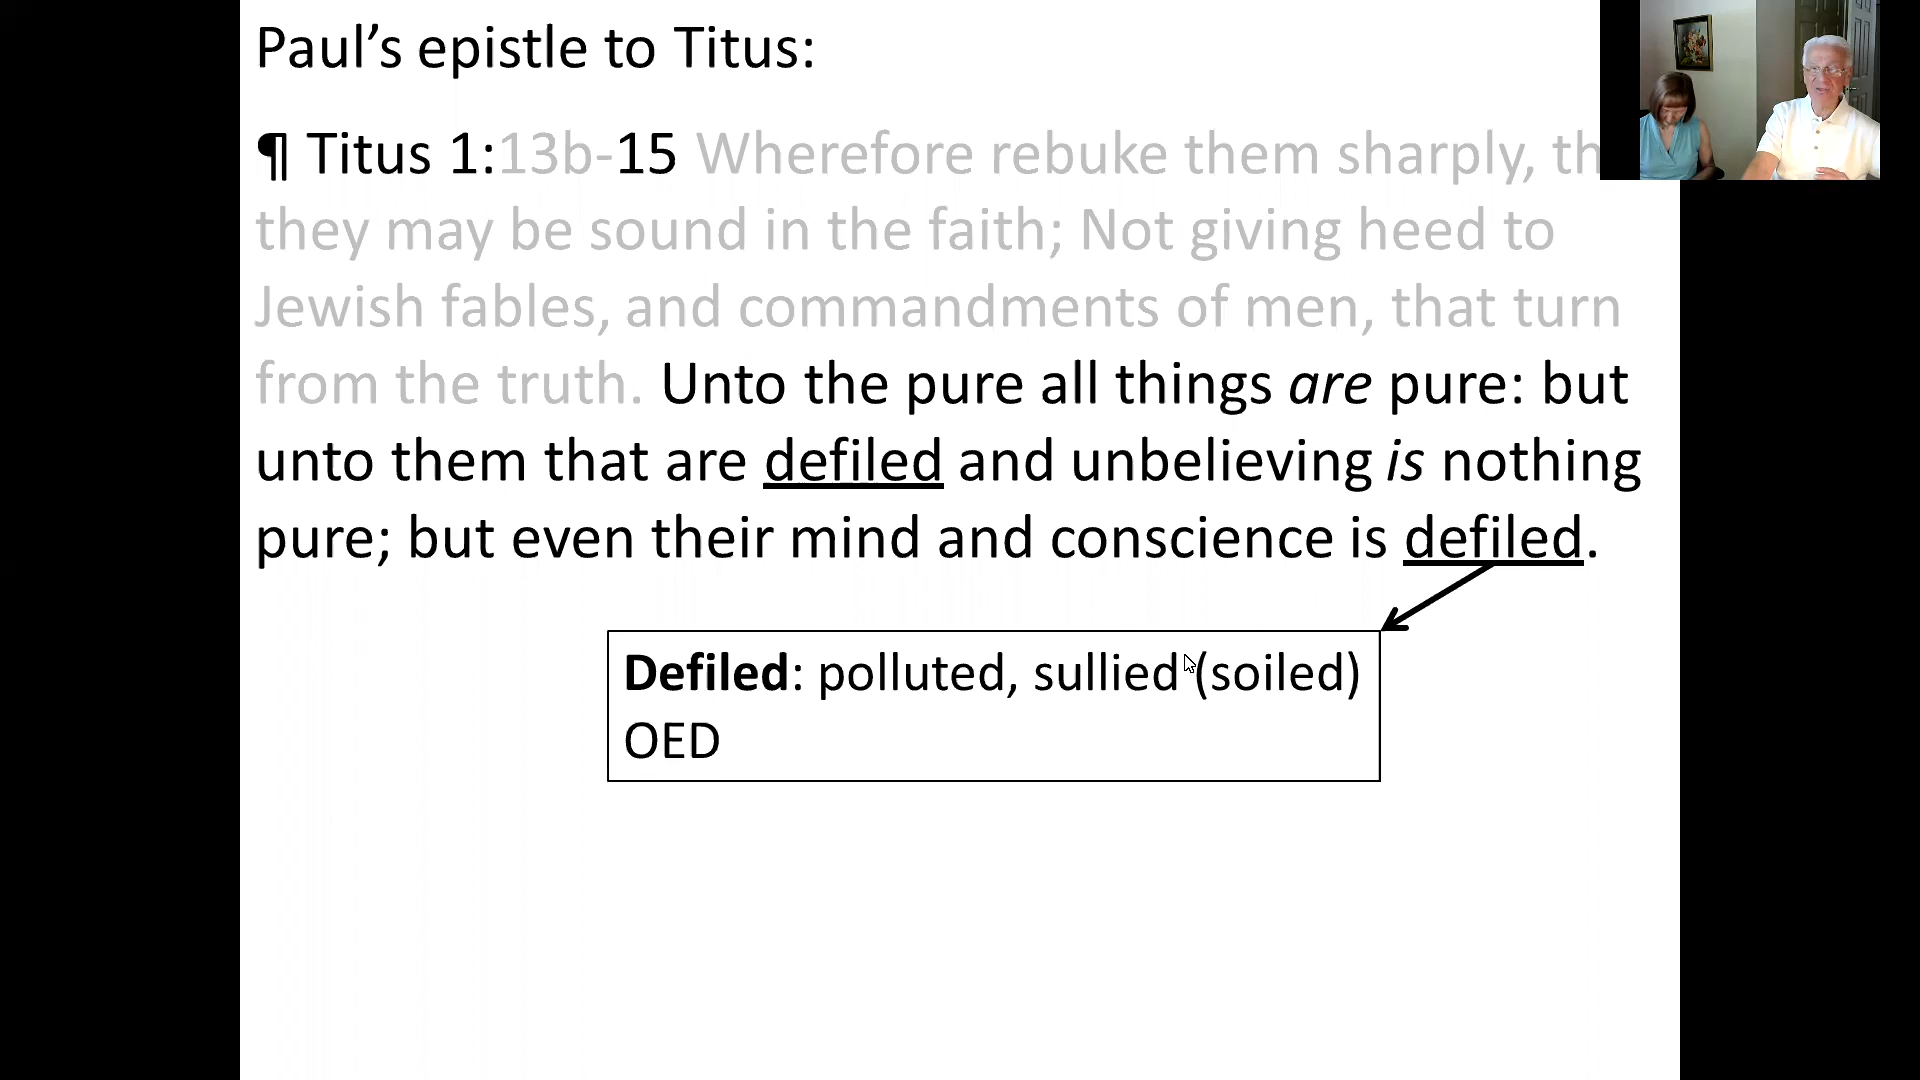 Paul’s epistle to Titus:
¶ Titus 1:13b-15 Wherefore rebuke them sharply,
they may be sound in the faith; Not giving heed to
Jewish fables, and commandments of men, that turn
from the truth. Unto the pure all things are pure: but
unto them that are defiled and unbelieving is nothing
pure; but even their mind and conscience is defiled.
Defiled: polluted, sullied (soiled)
OED